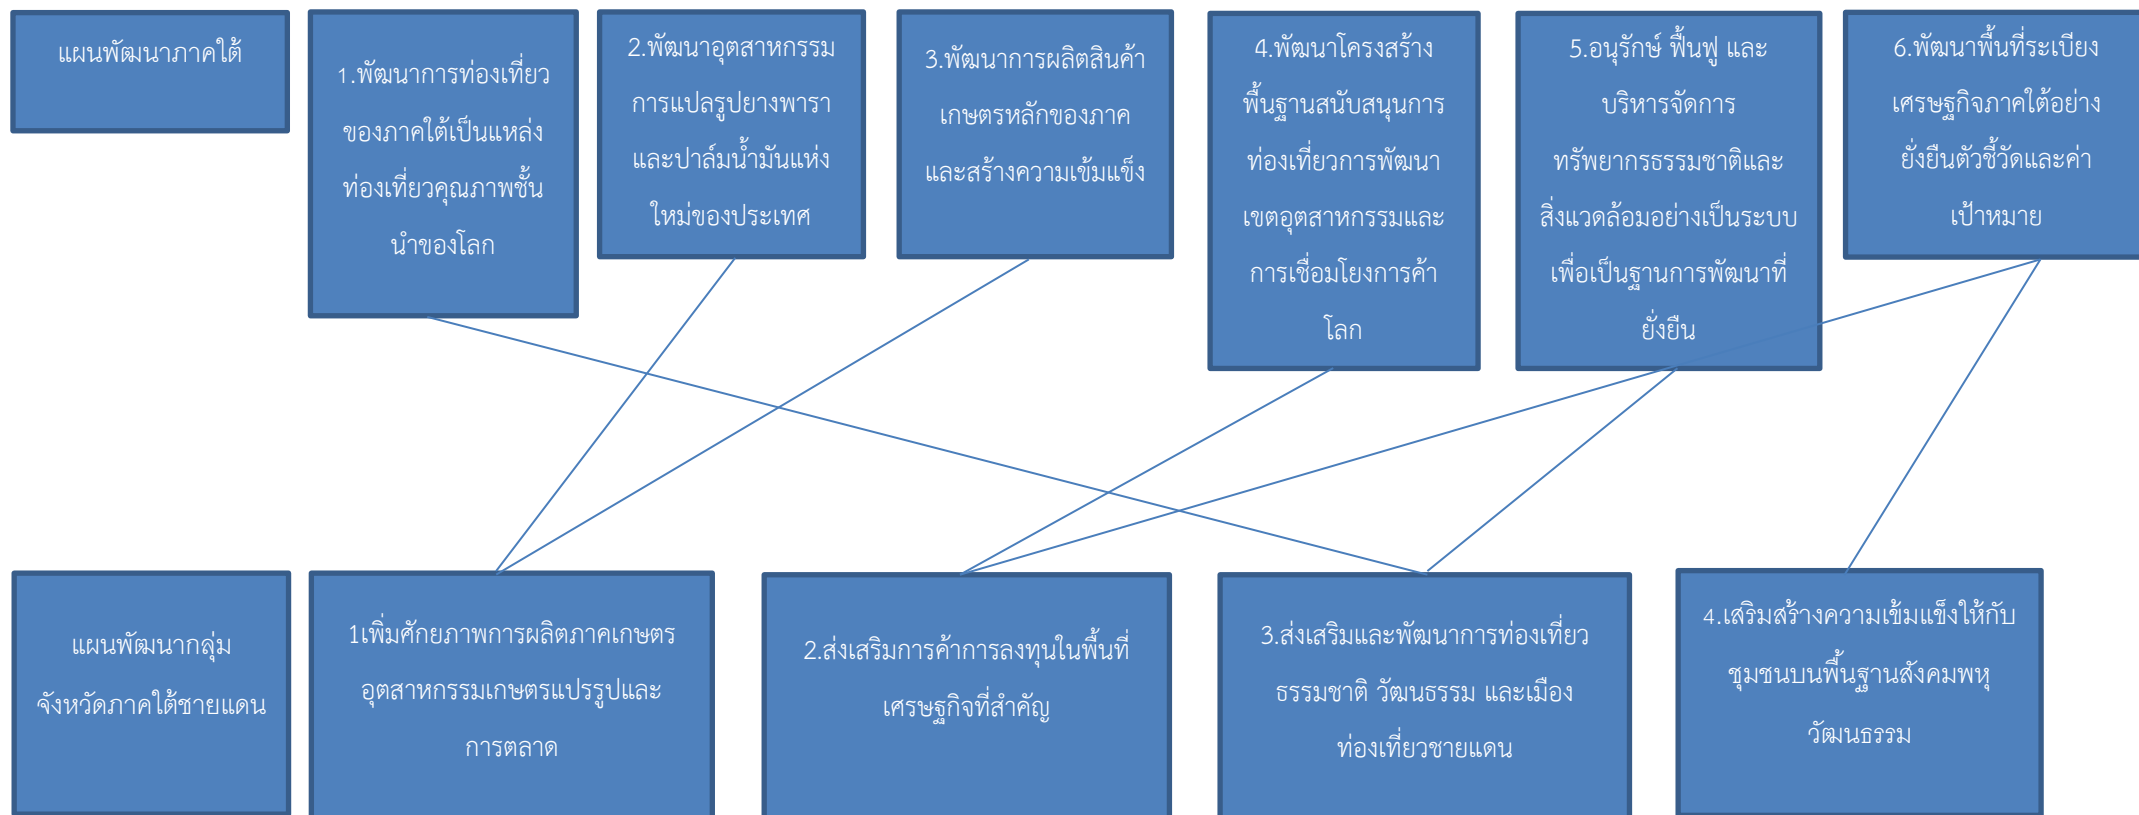 แผนพัฒนาภาคใต้
1.พัฒนาการท่องเที่ยว
ของภาคใต้เป็นแหล่ง
ท่องเที่ยวคุณภาพชั้น
นำของโลก
2.พัฒนาอุตสาหกรรม
การแปลรูปยางพารา
และปาล์มน้ำมันแห่ง
ใหม่ของประเทศ
3.พัฒนาการผลิตสินค้า
เกษตรหลักของภาค
และสร้างความเข้มแข็ง
4.พัฒนาโครงสร้าง
พื้นฐานสนับสนุนการ
ท่องเที่ยวการพัฒนา
เขตอุตสาหกรรมและ
การเชื่อมโยงการค้า
โลก
5.อนุรักษ์ ฟื้นฟู และ
บริหารจัดการ
ทรัพยากรธรรมชาติและ
สิ่งแวดล้อมอย่างเป็นระบบ
เพื่อเป็นฐานการพัฒนาที่
ยั่งยืน
6.พัฒนาพื้นที่ระเบียง
เศรษฐกิจภาคใต้อย่าง
ยั่งยืนตัวชี้วัดและค่า
เป้าหมาย
แผนพัฒนากลุ่ม
จังหวัดภาคใต้ชายแดน
1เพิ่มศักยภาพการผลิตภาคเกษตร
อุตสาหกรรมเกษตรแปรรูปและ
การตลาด
2.ส่งเสริมการค้าการลงทุนในพื้นที่
เศรษฐกิจที่สำคัญ
3.ส่งเสริมและพัฒนาการท่องเที่ยว
ธรรมชาติ วัฒนธรรม และเมือง
ท่องเที่ยวชายแดน
4.เสริมสร้างความเข้มแข็งให้กับ
ชุมชนบนพื้นฐานสังคมพหุ
วัฒนธรรม